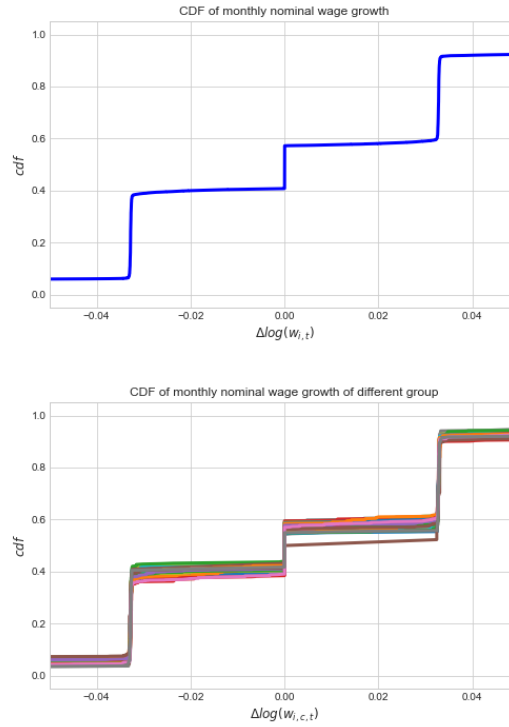 CDF of monthly nominal wage growth
1.0
0.8
0.6
0.4
0.2
0.0
cdf
−0.04 −0.02 0.00 0.02 0.04
Δlog(w_{i,t})
CDF of monthly nominal wage growth of different group
1.0
0.8
0.6
0.4
0.2
0.0
cdf
−0.04 −0.02 0.00 0.02 0.04
Δlog(w_{i,c,t})